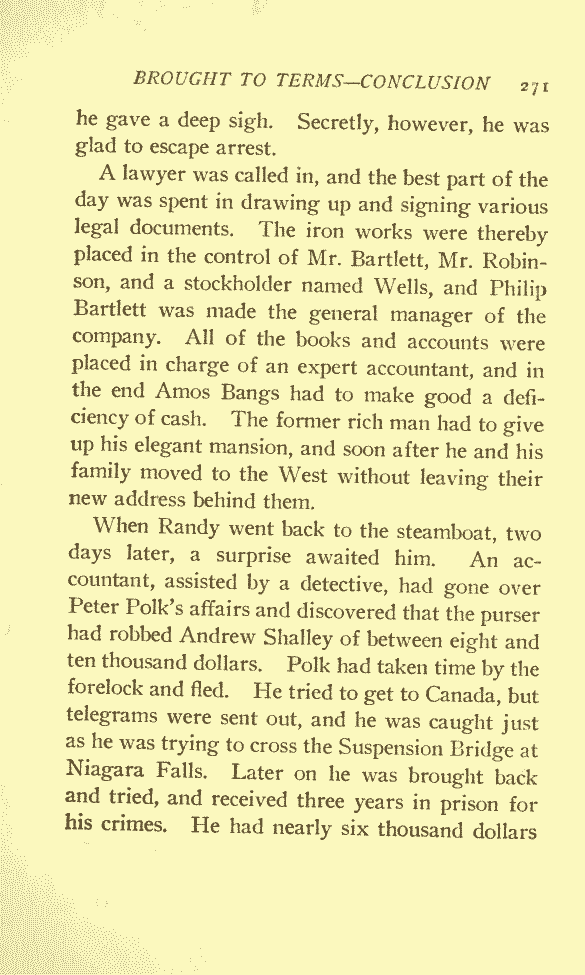 BROUGHT TO TERMS—CONCLUSION 271
he gave a deep sigh. Secretly, however, he was
glad to escape arrest.
A lawyer was called in, and the best part of the
day was spent in drawing up and signing various
legal documents. The iron works were thereby
placed in the control of Mr. Bartlett, Mr. Robin-
son, and a stockholder named Wells, and Philip
Bartlett was made the general manager of the
company. All of the books and accounts were
placed in charge of an expert accountant, and in
the end Amos Bangs had to make good a defi-
ciency of cash. The former rich man had to give
up his elegant mansion, and soon after he and his
family moved to the West without leaving their
new address behind them.
When Randy went back to the steamboat, two
days later, a surprise awaited him. An ac-
countant, assisted by a detective, had gone over
Peter Polk's affairs and discovered that the purser
had robbed Andrew Shalley of between eight and
ten thousand dollars. Polk had taken time by the
forelock and fled. He tried to get to Canada, but
telegrams were sent out, and he was caught just
as he was trying to cross the Suspension Bridge at
Niagara Falls. Later on he was brought back
and tried, and received three years in prison for
his crimes. He had nearly six thousand dollars